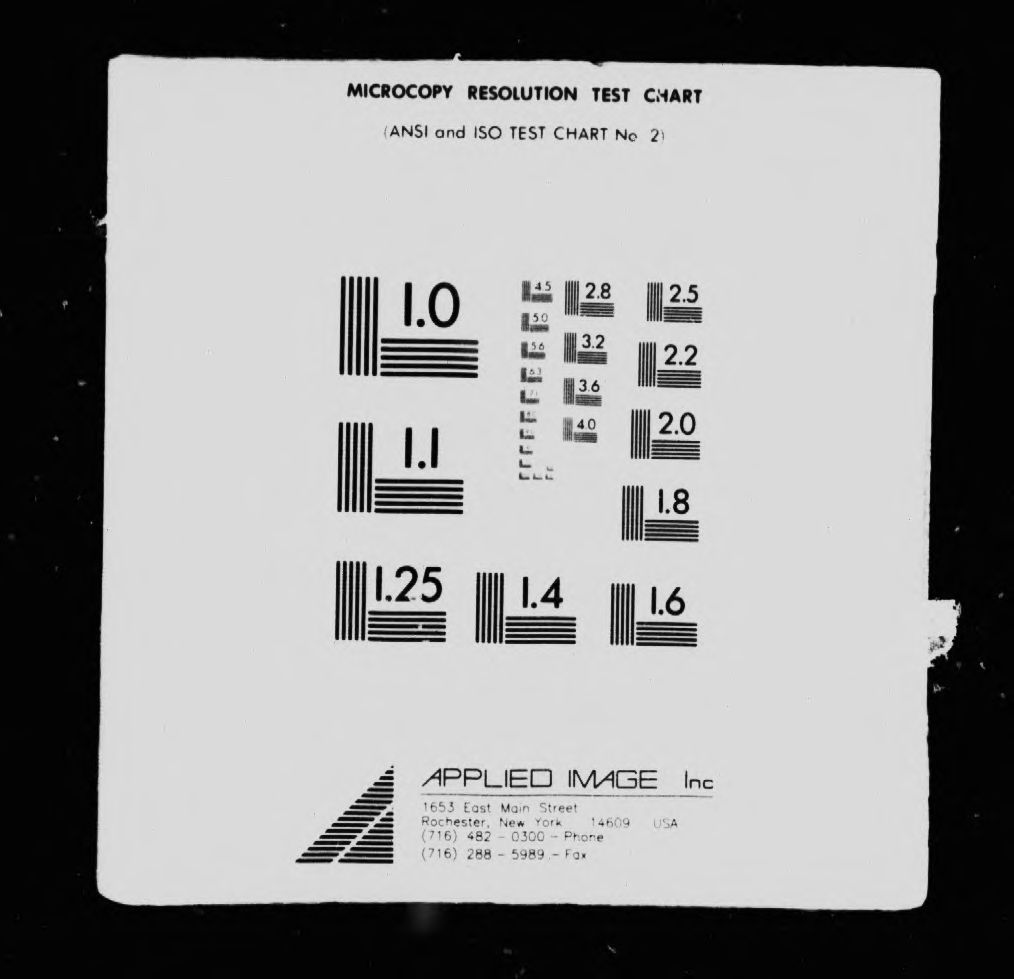 MICROCOPY RESOLUTION TEST CHART
(ANSI and ISO TEST CHART No 2)
1.0
1.1
1.25
1.4
1.6
1.8
2.0
2.2
2.5
2.8
3.2
3.6
4.0
4.5
5.0
5.6
6.3
APPLIED IMAGE Inc
1653 East Main Street
Rochester, New York 14609 USA
(716) 482 - 0300 - Phone
(716) 288 - 5989 - Fax